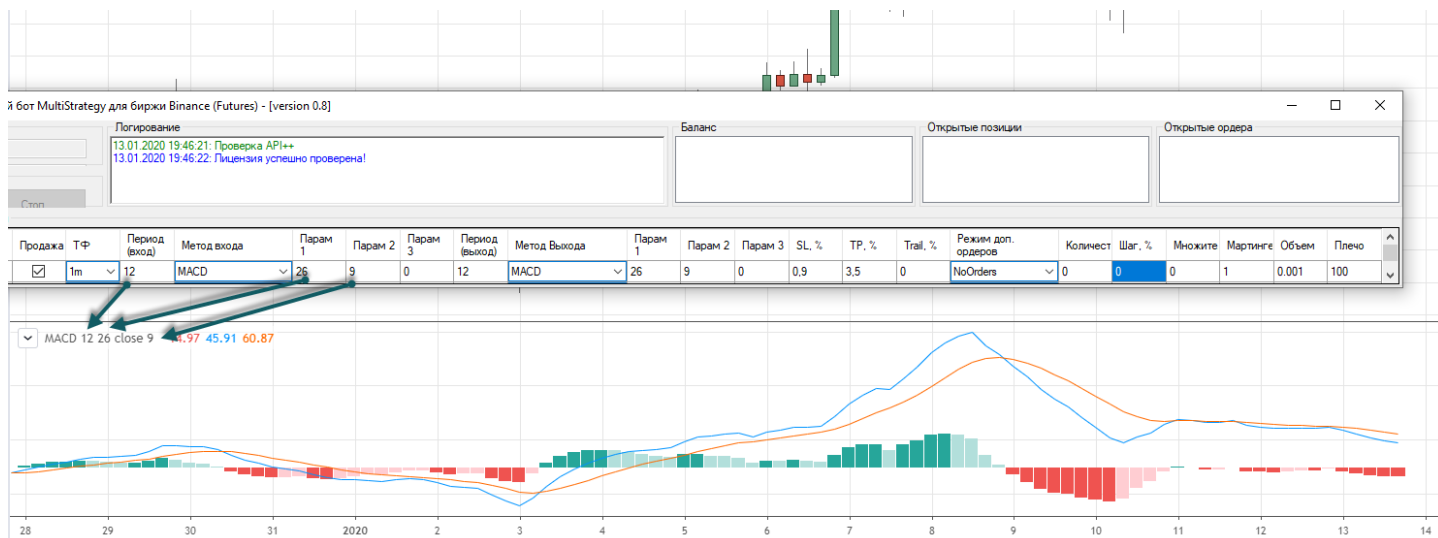 й бот MultiStrategy для биржи Binance (Futures) - [version 0.8]
Логирование
Баланс
Открытые позиции
Открытые ордера
13.01.2020 19:46:21: Проверка API++
13.01.2020 19:46:22: Лицензия успешно проверена!
Стоп
Продажа ТФ Период (вход) Метод входа Парам 1 Парам 2 Парам 3 Период (выход) Метод Выхода Парам 1 Парам 2 Парам 3 SL, % TP, % Trail, % Режим доп. ордеров Количест Шаг, % Множите Мартинге Объем Плечо
1m 12 MACD 26 9 0 12 MACD 26 9 0 0,9 3.5 0 NoOrders 0 0 0 1 0.001 100
MACD 12 26 close 9 4.97 45.91 60.87
28 29 30 31 2020 2 3 4 5 6 7 8 9 10 11 12 13 14